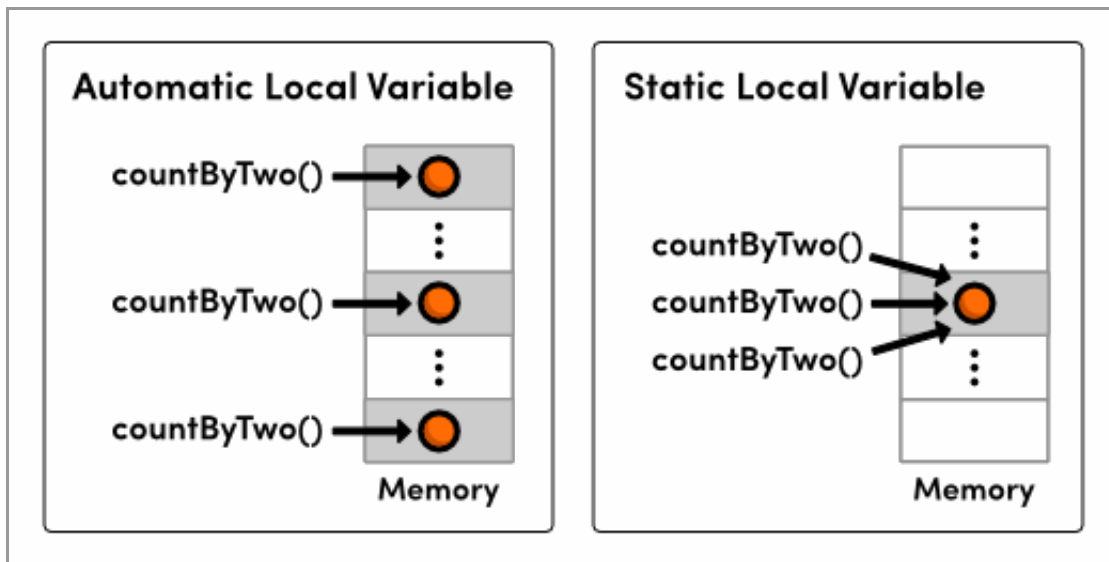 Automatic Local Variable
countByTwo()
countByTwo()
countByTwo()
Memory
Static Local Variable
countByTwo()
countByTwo()
countByTwo()
Memory